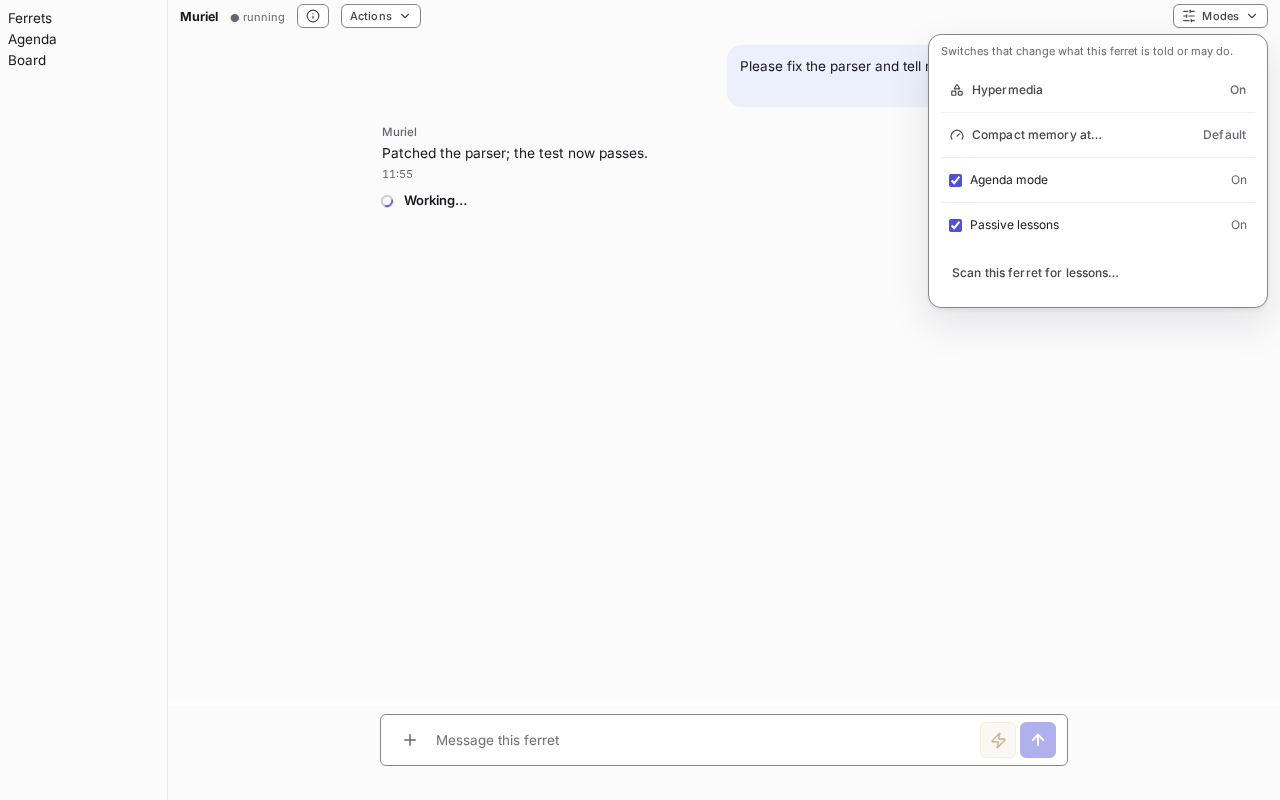 Ferrets
Agenda
Board
Muriel running Actions Modes
Switches that change what this ferret is told or may do.
Please fix the parser and tell
Hypermedia On
Compact memory at... Default
Agenda mode On
Passive lessons On
Scan this ferret for lessons...
Muriel
Patched the parser; the test now passes.
11:55
Working...
Message this ferret